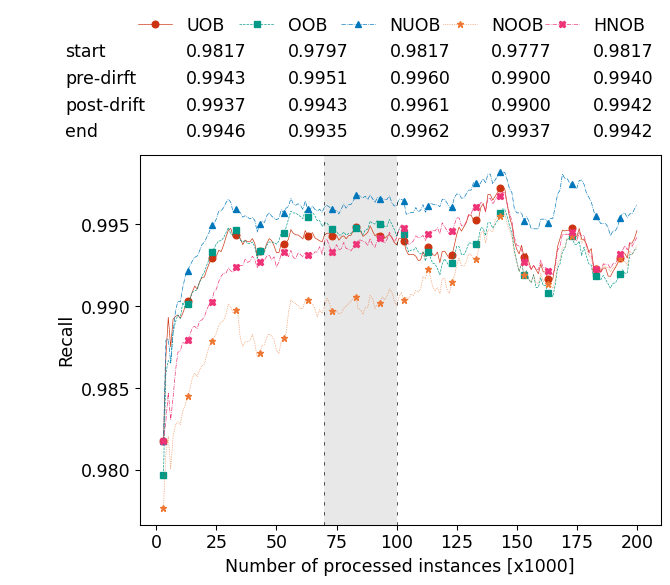 UOB OOB NUOB NOOB HNOB
start 0.9817 0.9797 0.9817 0.9777 0.9817
pre-dirft 0.9943 0.9951 0.9960 0.9900 0.9940
post-drift 0.9937 0.9943 0.9961 0.9900 0.9942
end 0.9946 0.9935 0.9962 0.9937 0.9942
0.995
0.990
0.985
0.980
Recall
0 25 50 75 100 125 150 175 200
Number of processed instances [x1000]